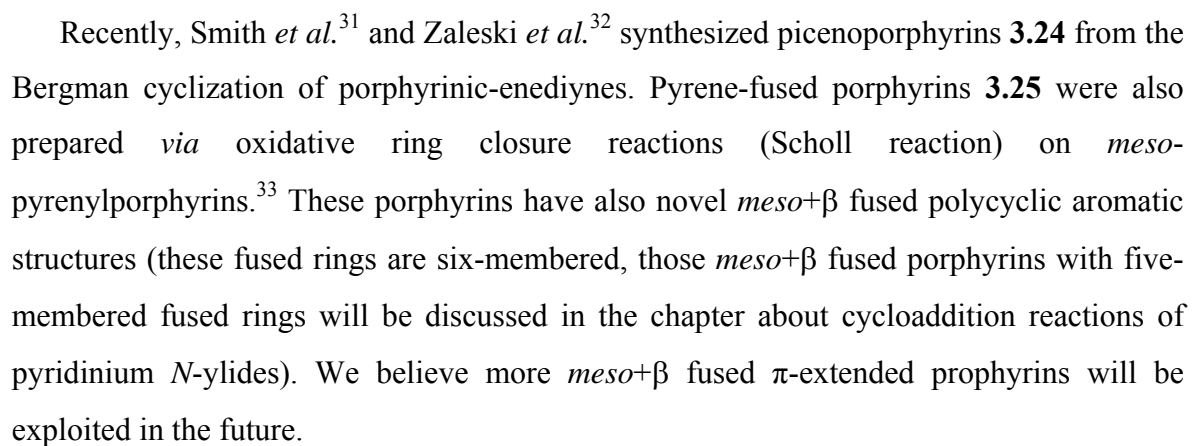 Recently, Smith et al.31 and Zaleski et al.32 synthesized picenoporphyrins 3.24 from the
Bergman cyclization of porphyrinic-enediynes. Pyrene-fused porphyrins 3.25 were also
prepared via oxidative ring closure reactions (Scholl reaction) on meso-
pyrenylporphyrins.33 These porphyrins have also novel meso+β fused polycyclic aromatic
structures (these fused rings are six-membered, those meso+β fused porphyrins with five-
membered fused rings will be discussed in the chapter about cycloaddition reactions of
pyridinium N-ylides). We believe more meso+β fused π-extended prophyrins will be
exploited in the future.